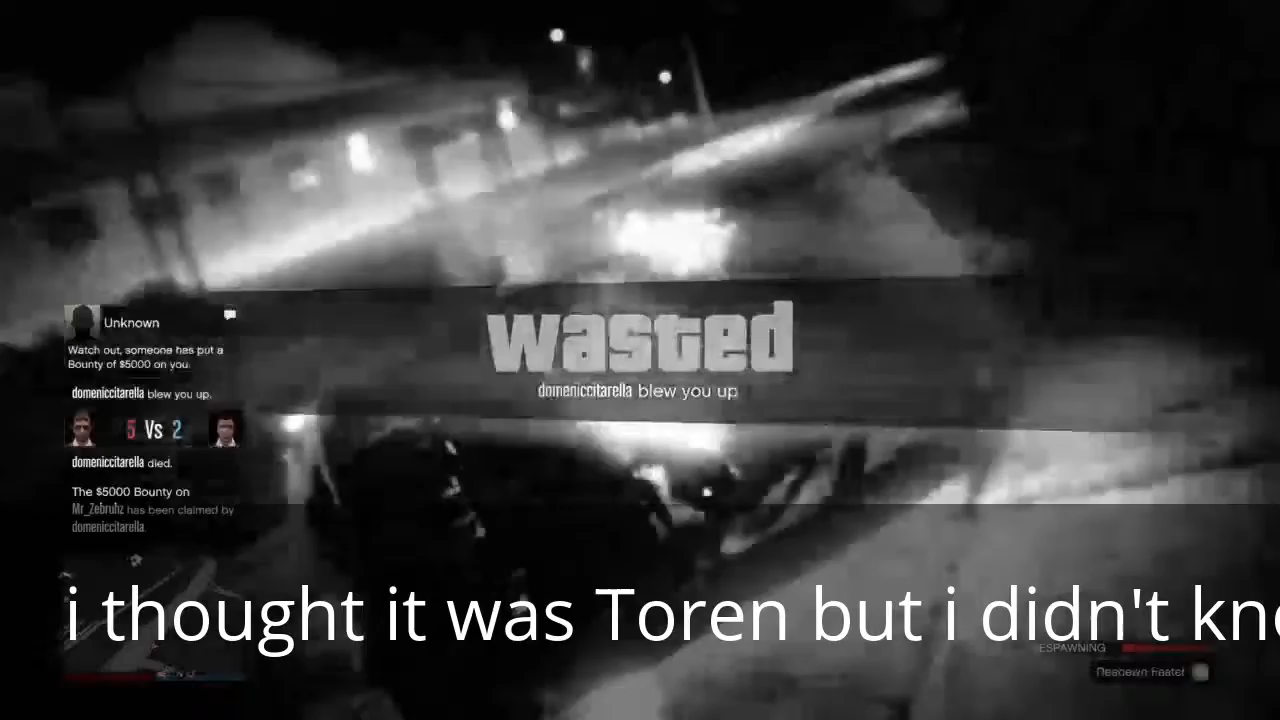 Unknown
Watch out, someone has put a
Bounty of $5000 on you.
domeniccitarella blew you up.
5 Vs 2
domeniccitarella died.
The $5000 Bounty on
Mr_Zebruhz has been claimed by
domeniccitarella.
wasted
domeniccitarella blew you up
i thought it was Toren but i didn't kn
ESPAWNING
Respawn Faster